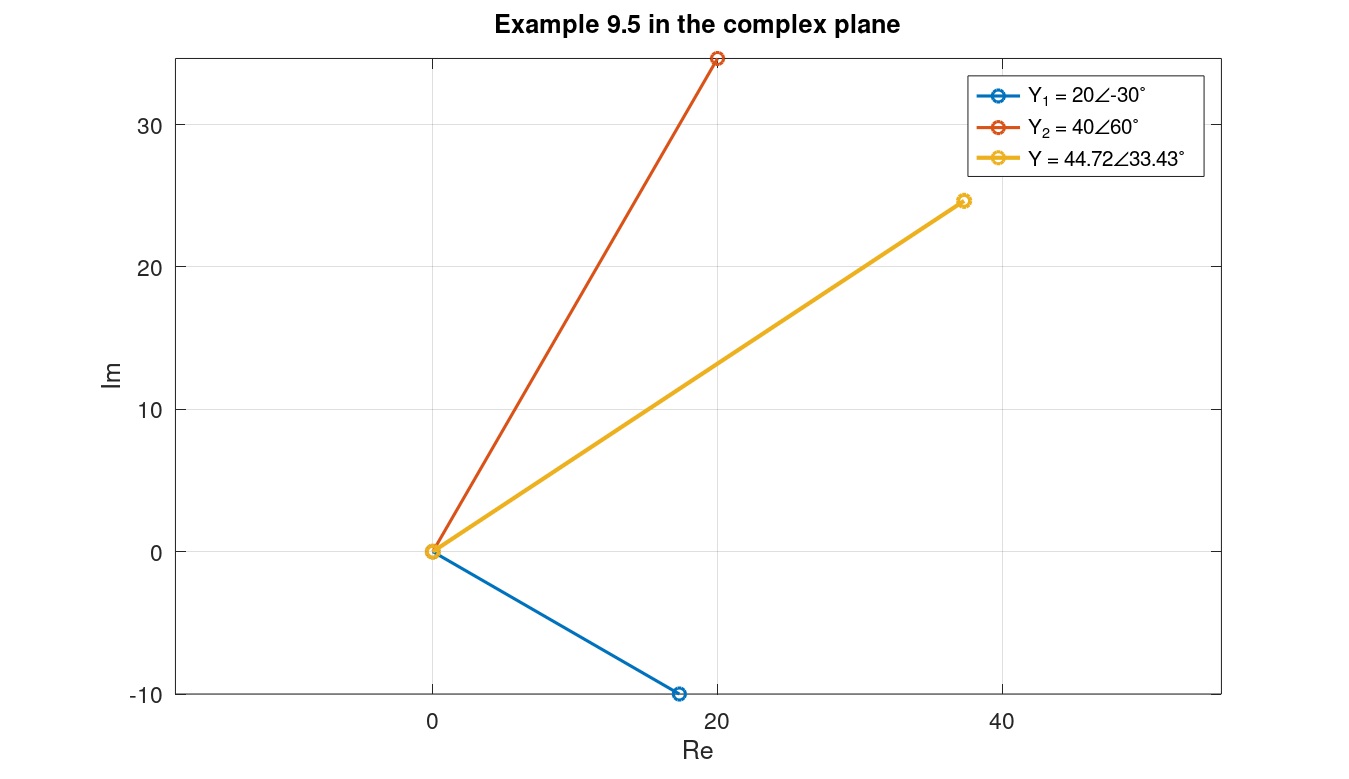 Example 9.5 in the complex plane
Y₁ = 20∠-30°
Y₂ = 40∠60°
Y = 44.72∠33.43°
30
20
10
0
-10
Im
0 20 40
Re